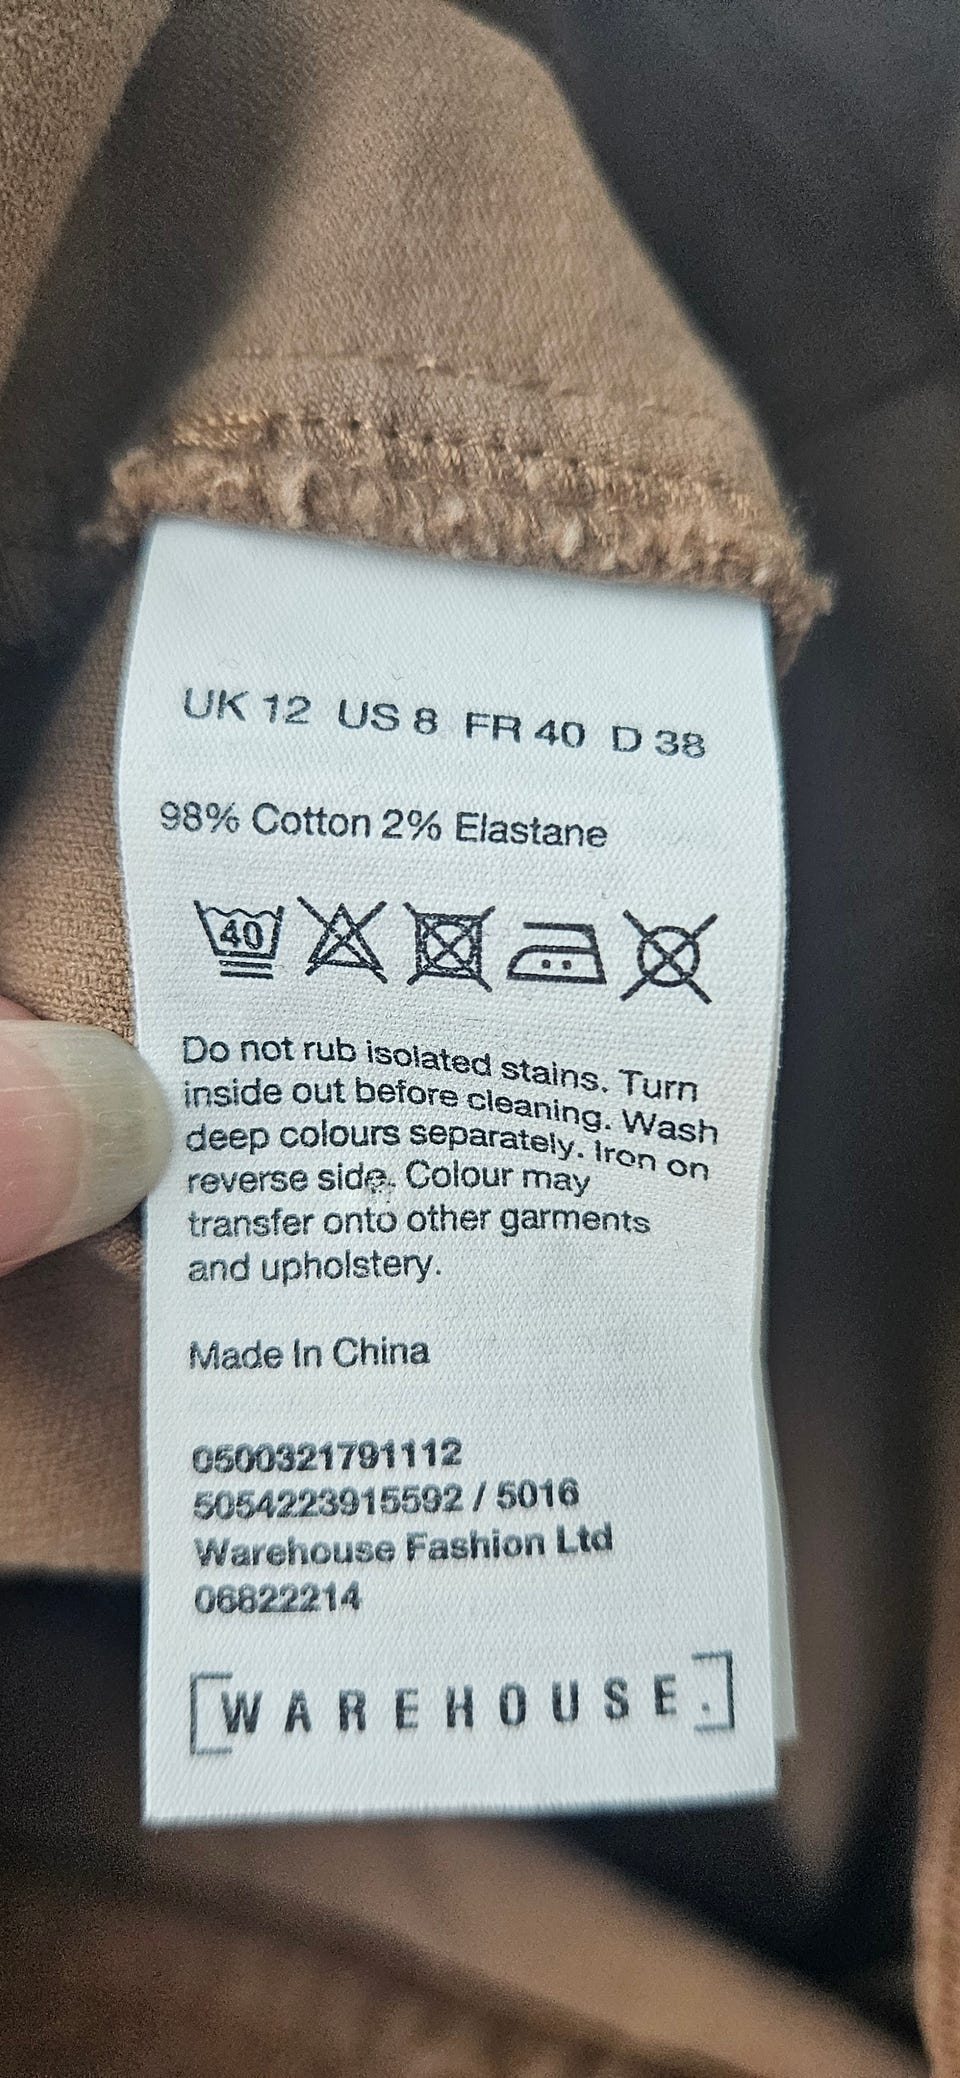 UK 12 US 8 FR 40 D 38
98% Cotton 2% Elastane
40
Do not rub isolated stains. Turn
inside out before cleaning. Wash
deep colours separately. Iron on
reverse side. Colour may
transfer onto other garments
and upholstery.
Made In China
0500321791112
5054223915592 / 5016
Warehouse Fashion Ltd
06822214
[WAREHOUSE.]